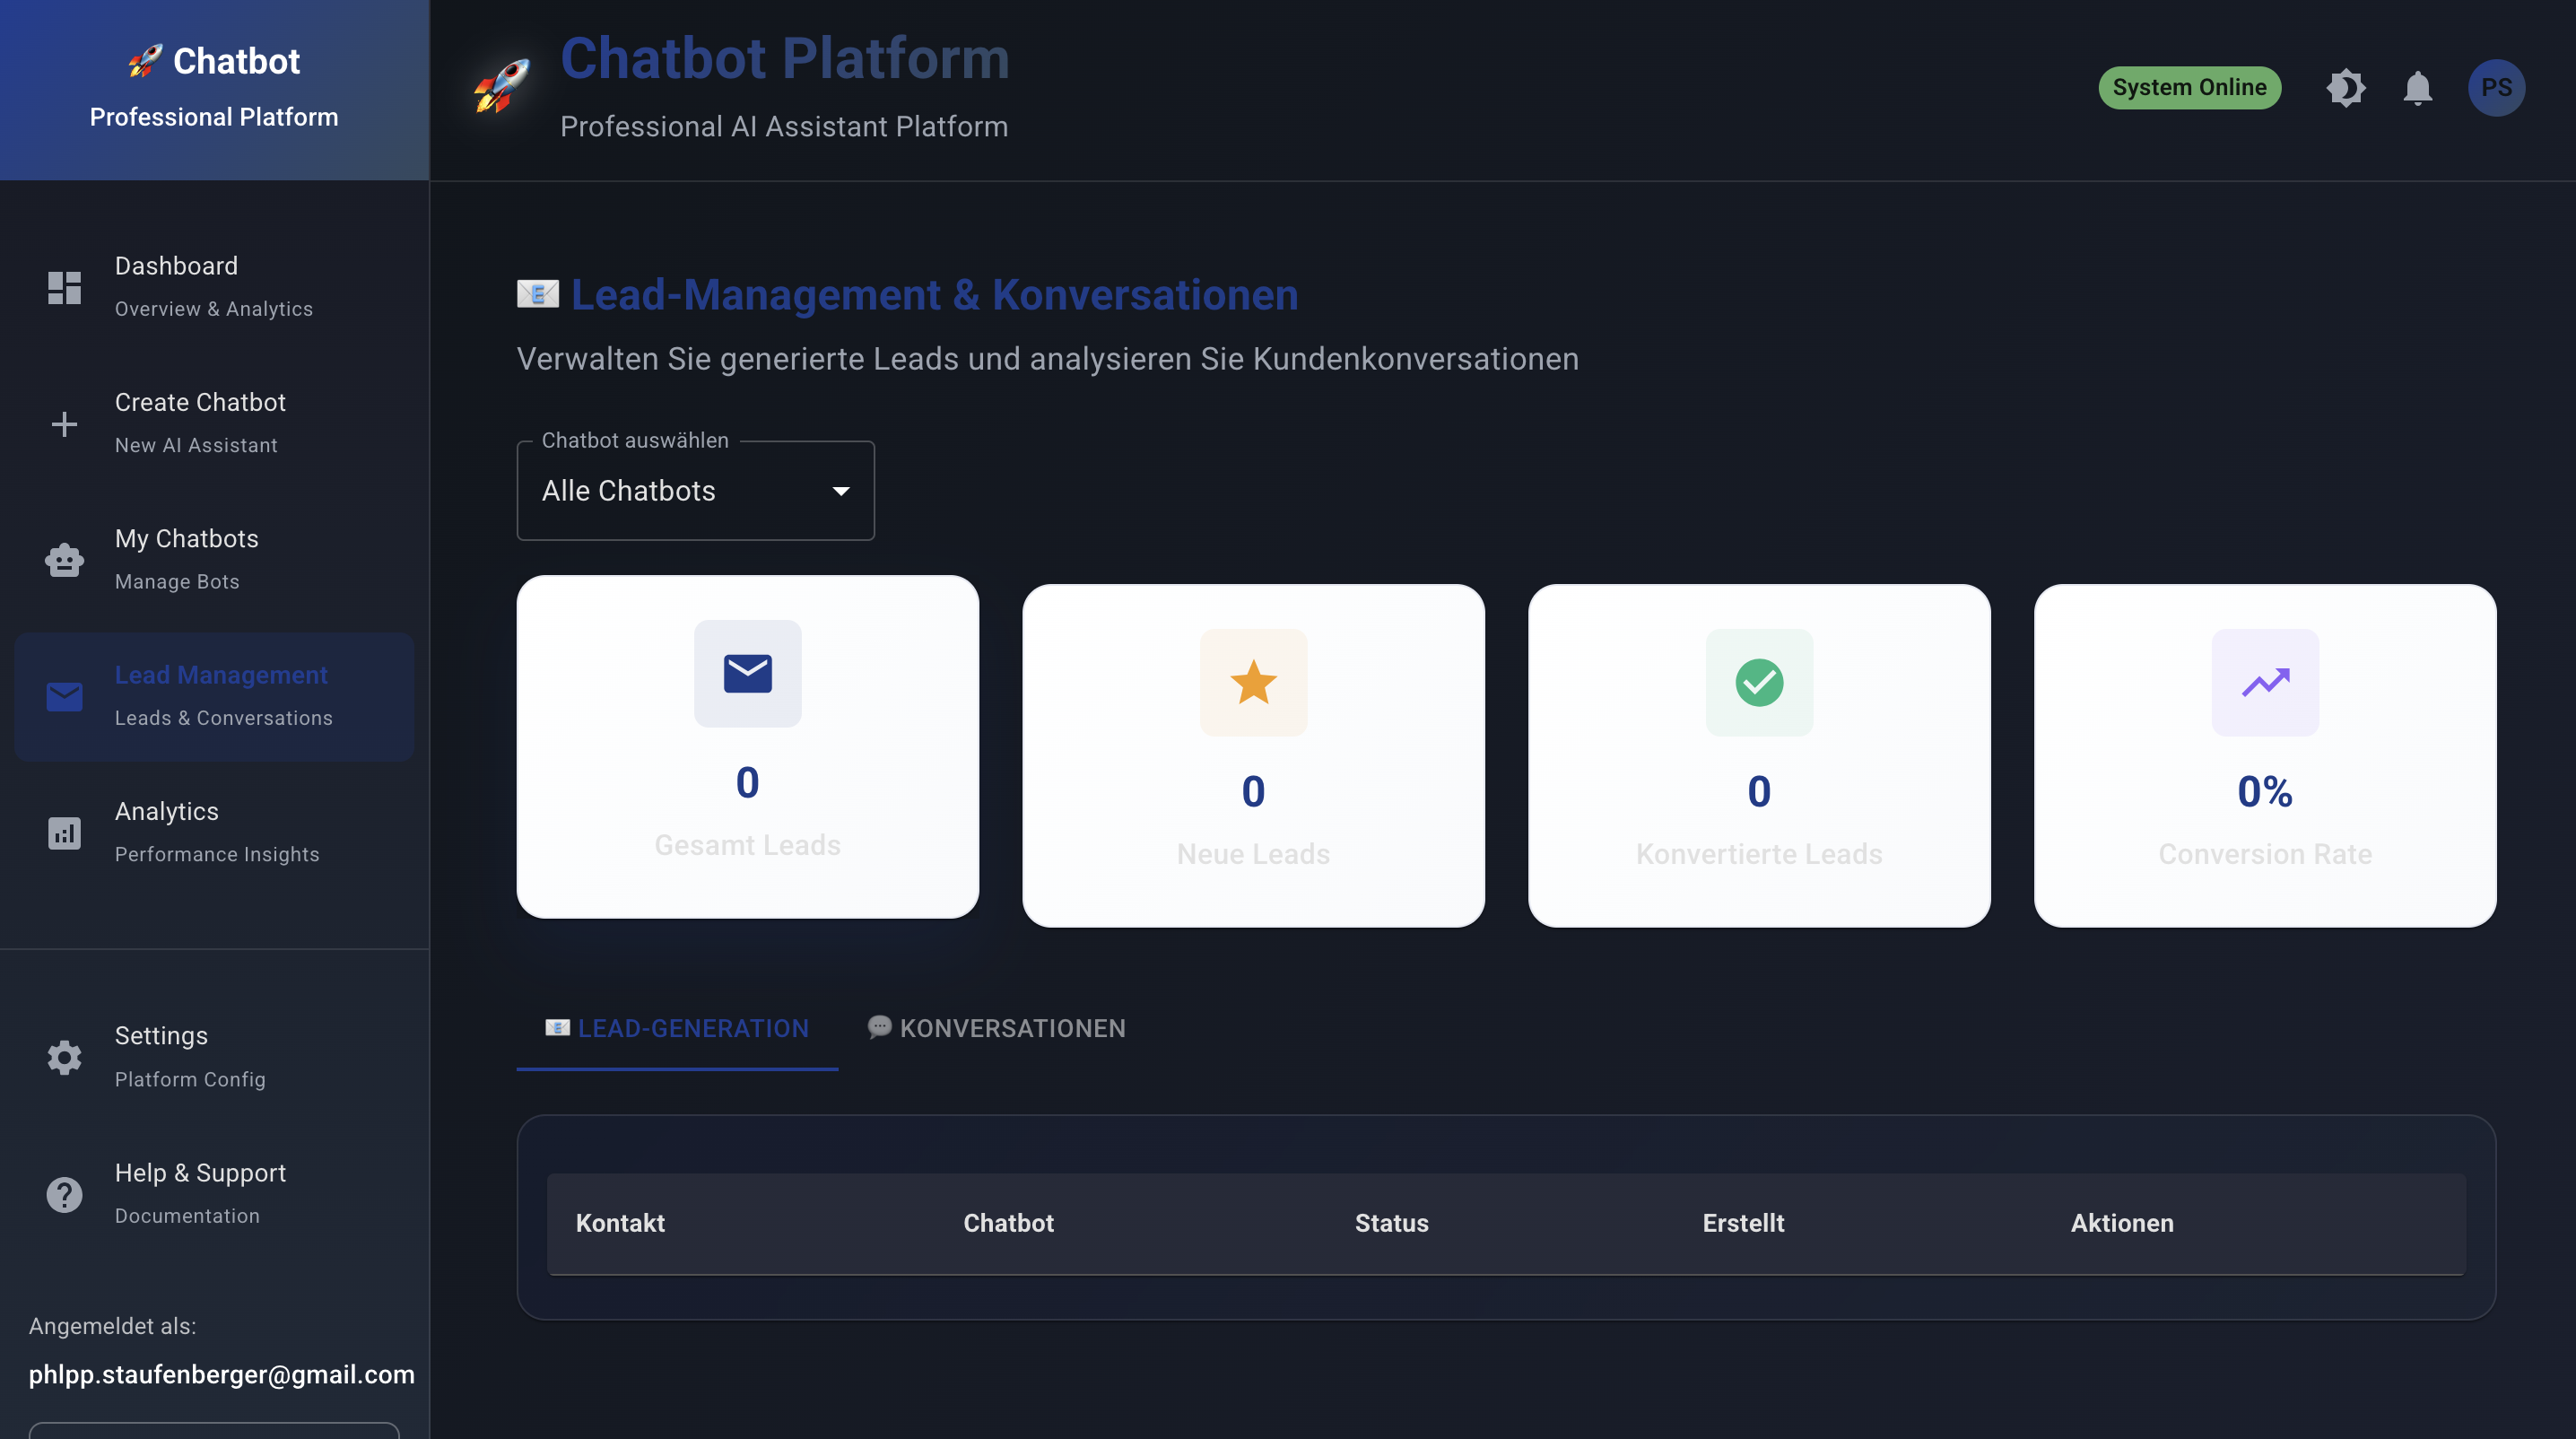 🚀 Chatbot
Professional Platform
Dashboard
Overview & Analytics
Create Chatbot
New AI Assistant
My Chatbots
Manage Bots
Lead Management
Leads & Conversations
Analytics
Performance Insights
Settings
Platform Config
Help & Support
Documentation
Angemeldet als:
phlpp.staufenberger@gmail.com
Chatbot Platform
Professional AI Assistant Platform
System Online
PS
📧 Lead-Management & Konversationen
Verwalten Sie generierte Leads und analysieren Sie Kundenkonversationen
Chatbot auswählen
Alle Chatbots
0
Gesamt Leads
0
Neue Leads
0
Konvertierte Leads
0%
Conversion Rate
📧 LEAD-GENERATION
💬 KONVERSATIONEN
Kontakt Chatbot Status Erstellt Aktionen